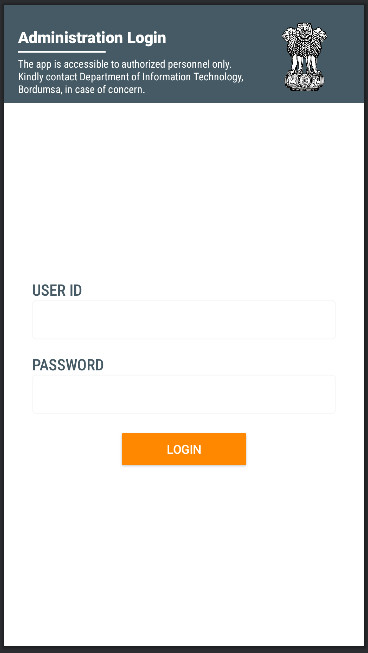 Administration Login
The app is accessible to authorized personnel only.
Kindly contact Department of Information Technology,
Bordumsa, in case of concern.
USER ID
PASSWORD
LOGIN